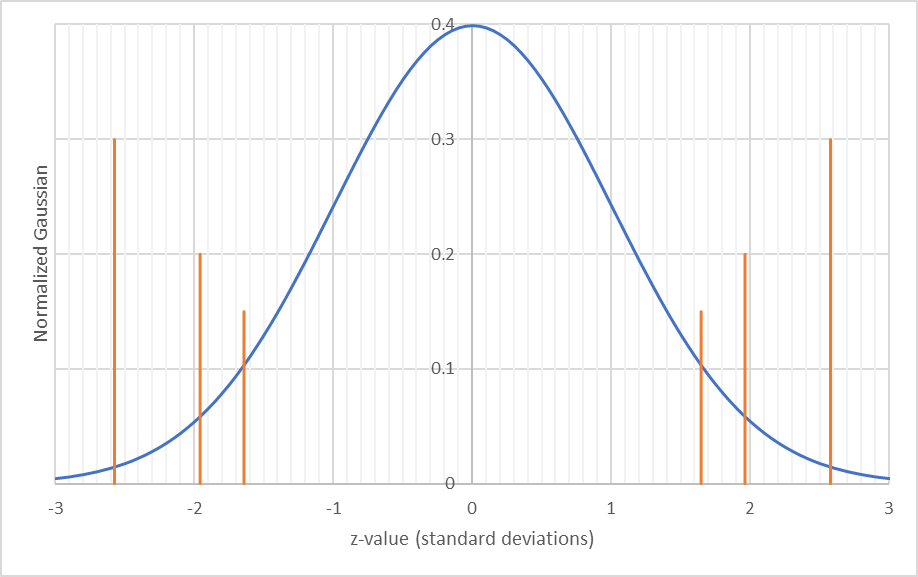 0.4
0.3
0.2
0.1
0
Normalized Gaussian
-3 -2 -1 0 1 2 3
z-value (standard deviations)